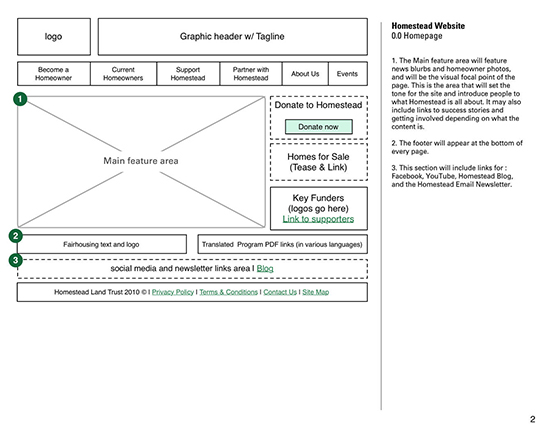 logo
Graphic header w/ Tagline
Become a
Homeowner
Current
Homeowners
Support
Homestead
Partner with
Homestead
About Us
Events
1
Main feature area
Donate to Homestead
Donate now
Homes for Sale
(Tease & Link)
Key Funders
(logos go here)
Link to supporters
2
Fairhousing text and logo
Translated Program PDF links (in various languages)
3
social media and newsletter links area I Blog
Homestead Land Trust 2010 © I Privacy Policy I Terms & Conditions I Contact Us I Site Map
Homestead Website
0.0 Homepage
1. The Main feature area will feature
news blurbs and homeowner photos,
and will be the visual focal point of the
page. This is the area that will set the
tone for the site and introduce people to
what Homestead is all about. It may also
include links to success stories and
getting involved depending on what the
content is.
2. The footer will appear at the bottom of
every page.
3. This section will include links for :
Facebook, YouTube, Homestead Blog,
and the Homestead Email Newsletter.
2